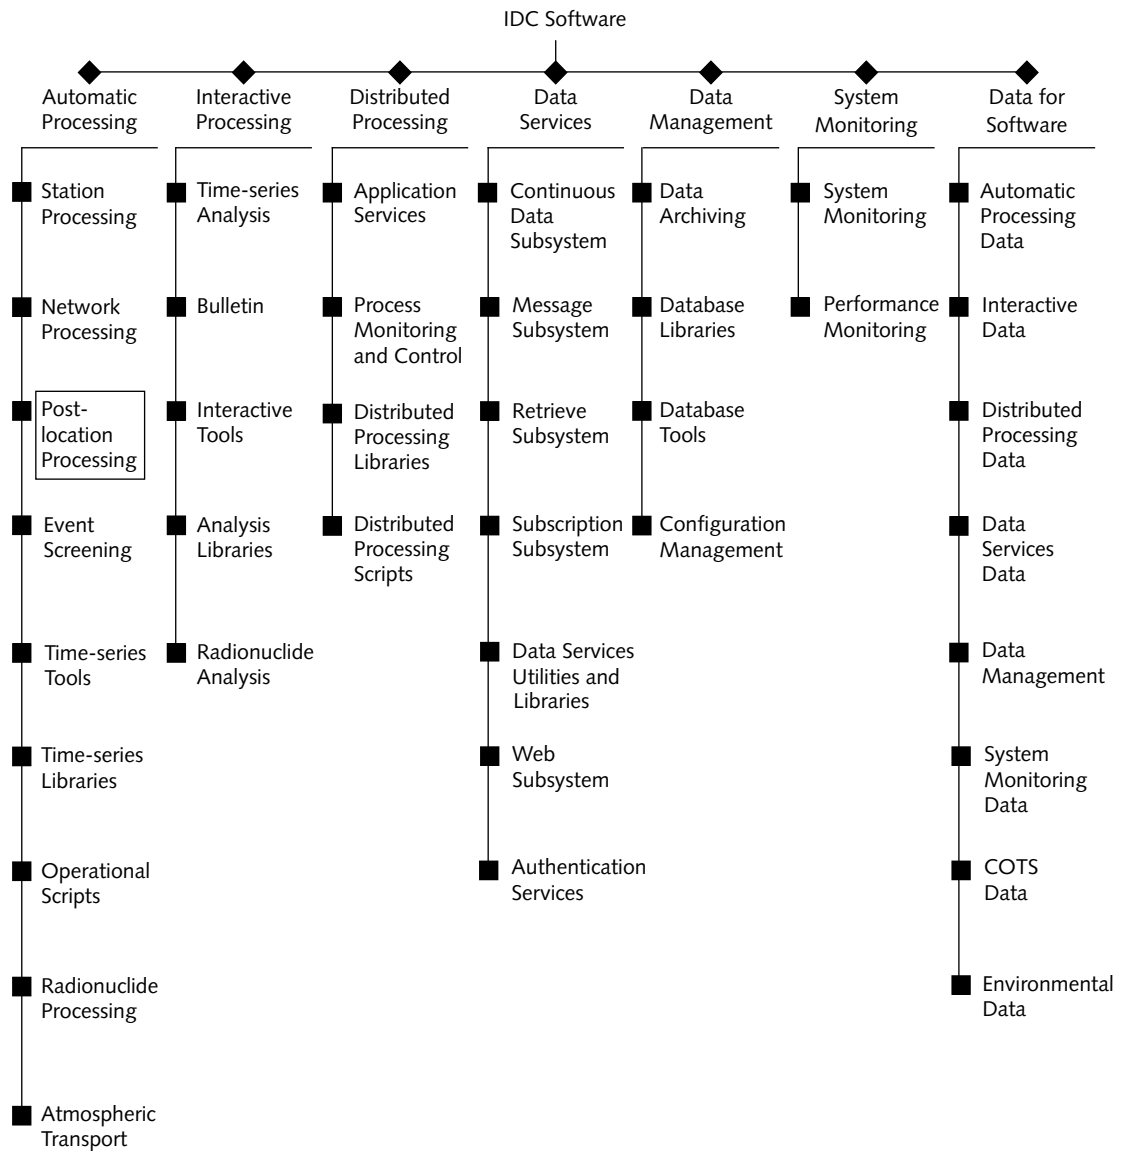 IDC Software
Automatic
Processing
Interactive
Processing
Distributed
Processing
Data
Services
Data
Management
System
Monitoring
Data for
Software
Station
Processing
Network
Processing
Post-
location
Processing
Event
Screening
Time-series
Tools
Time-series
Libraries
Operational
Scripts
Radionuclide
Processing
Atmospheric
Transport
Time-series
Analysis
Bulletin
Interactive
Tools
Analysis
Libraries
Radionuclide
Analysis
Application
Services
Process
Monitoring
and Control
Distributed
Processing
Libraries
Distributed
Processing
Scripts
Continuous
Data
Subsystem
Message
Subsystem
Retrieve
Subsystem
Subscription
Subsystem
Data Services
Utilities and
Libraries
Web
Subsystem
Authentication
Services
Data
Archiving
Database
Libraries
Database
Tools
Configuration
Management
System
Monitoring
Performance
Monitoring
Automatic
Processing
Data
Interactive
Data
Distributed
Processing
Data
Data
Services
Data
Data
Management
System
Monitoring
Data
COTS
Data
Environmental
Data